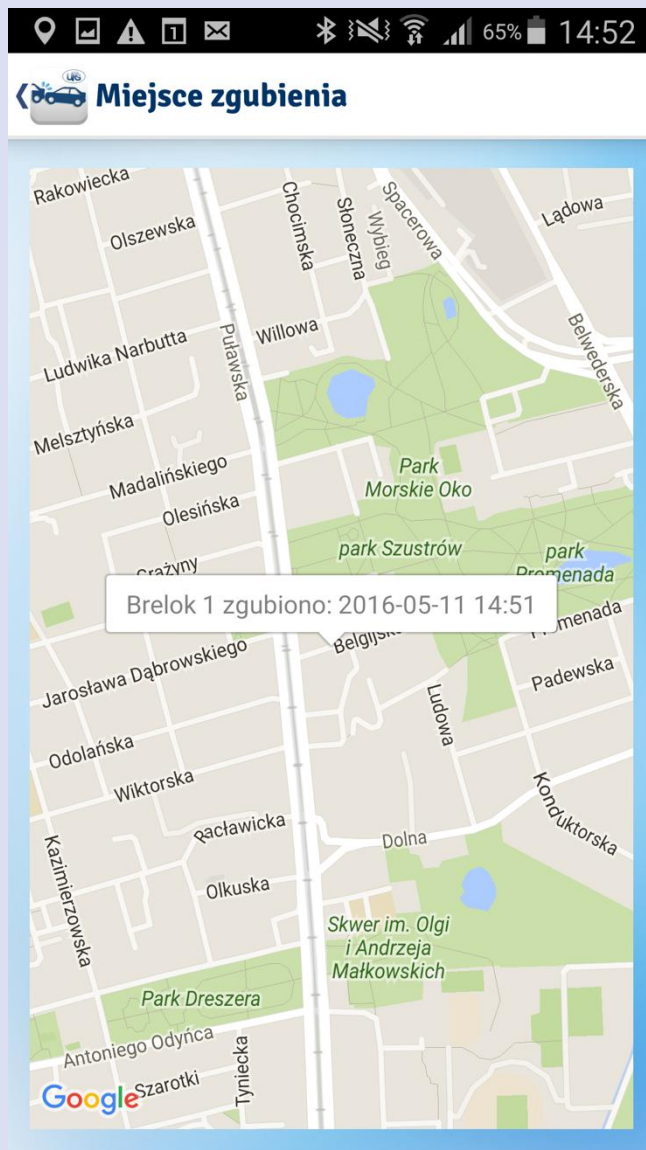 1
65%
14:52
UFG
Miejsce zgubienia
Rakowiecka
Olszewska
Chocimska
Słoneczna
Wybieg
Spacerowa
Lądowa
Ludwika Narbutta
Puławska
Willowa
Belwederska
Melsztyńska
Madalińskiego
Olesińska
Park
Morskie Oko
park Szustrów
park
Promenada
Grażyny
Brelok 1 zgubiono: 2016-05-11 14:51
Jarosława Dąbrowskiego
Padewska
Ludowa
Odolańska
Wiktorska
Konduktorska
Racławicka
Dolna
Kazimierzowska
Olkuska
Skwer im. Olgi
i Andrzeja
Małkowskich
Park Dreszera
Antoniego Odyńca
Tyniecka
Szarotki
Google